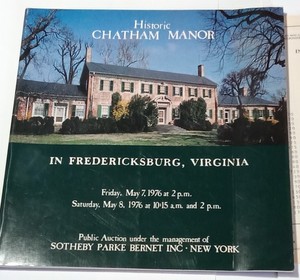 Historic
CHATHAM MANOR
IN FREDERICKSBURG, VIRGINIA
Friday, May 7, 1976 at 2 p.m.
Saturday, May 8, 1976 at 10:15 a.m. and 2 p.m.
Public Auction under the management of
SOTHEBY PARKE BERNET INC · NEW YORK